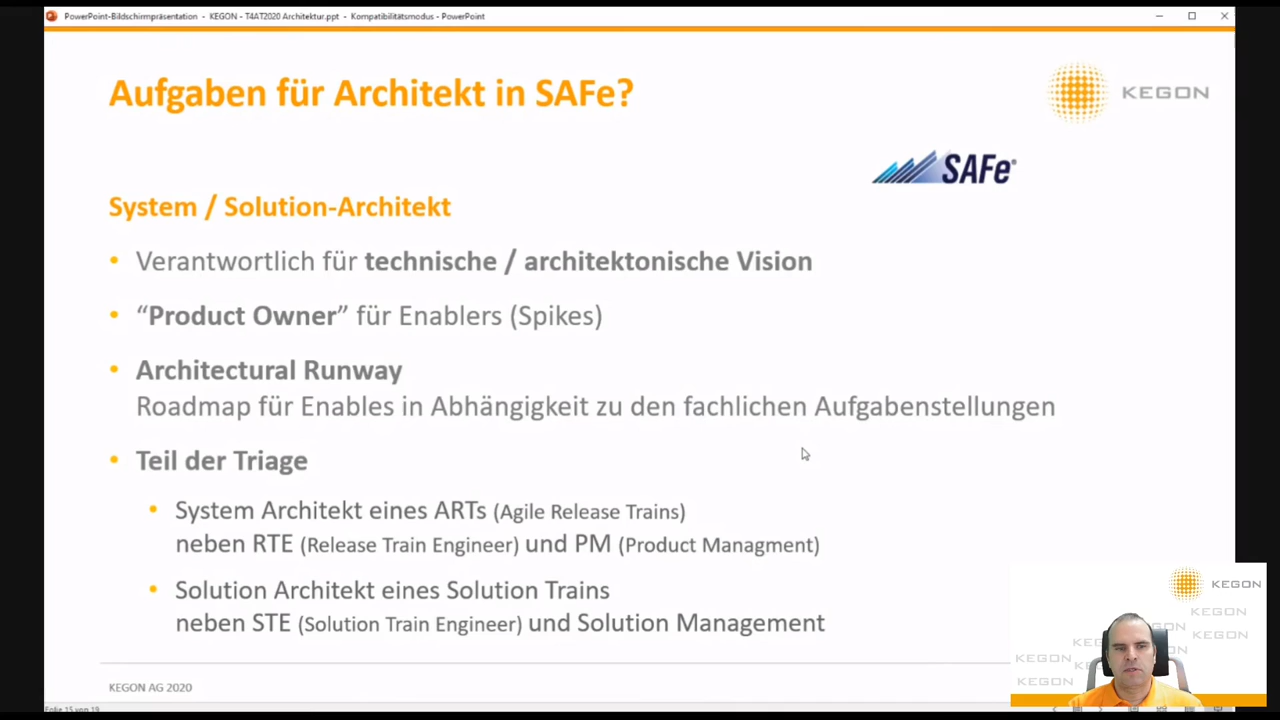 PowerPoint-Bildschirmpräsentation - KEGON - T4AT2020 Architektur.ppt - Kompatibilitätsmodus - PowerPoint
Aufgaben für Architekt in SAFe?
KEGON
SAFe®
System / Solution-Architekt
• Verantwortlich für technische / architektonische Vision
• “Product Owner” für Enablers (Spikes)
• Architectural Runway
Roadmap für Enables in Abhängigkeit zu den fachlichen Aufgabenstellungen
• Teil der Triage
• System Architekt eines ARTs (Agile Release Trains)
neben RTE (Release Train Engineer) und PM (Product Managment)
• Solution Architekt eines Solution Trains
neben STE (Solution Train Engineer) und Solution Management
KEGON AG 2020
Folie 15 von 19
KEGON
KEGON
KEGON
KEGON
KEGON